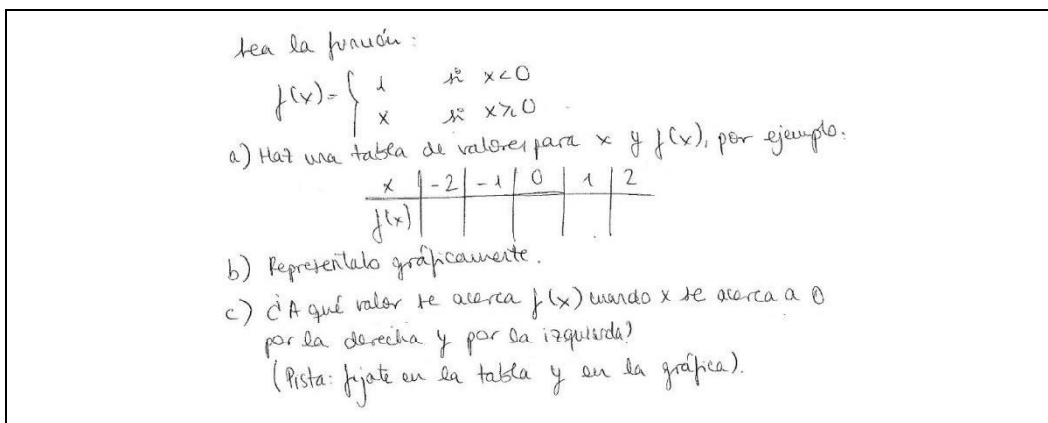 Sea la función:
f(x) = { 1 si x<0
x si x⩾0
a) Haz una tabla de valores para x y f(x), por ejemplo.
x | -2 | -1 | 0 | 1 | 2
f(x)
b) Represéntalo gráficamente.
c) ¿A qué valor se acerca f(x) cuando x se acerca a 0
por la derecha y por la izquierda?
(Pista: fíjate en la tabla y en la gráfica).